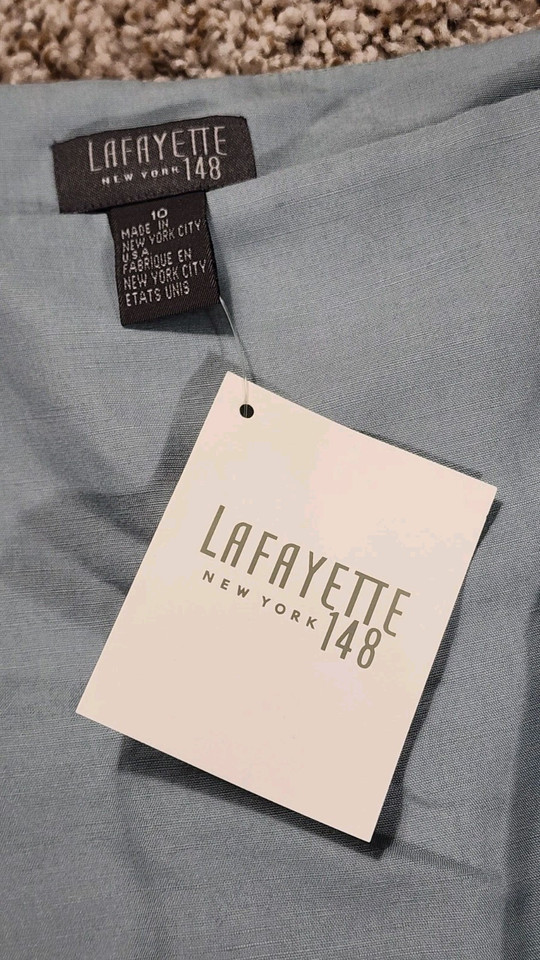 LAFAYETTE
NEW YORK 148
10
MADE IN
NEW YORK CITY
U.S.A.
FABRIQUE EN
NEW YORK CITY
ETATS UNIS
LAFAYETTE
NEW YORK 148